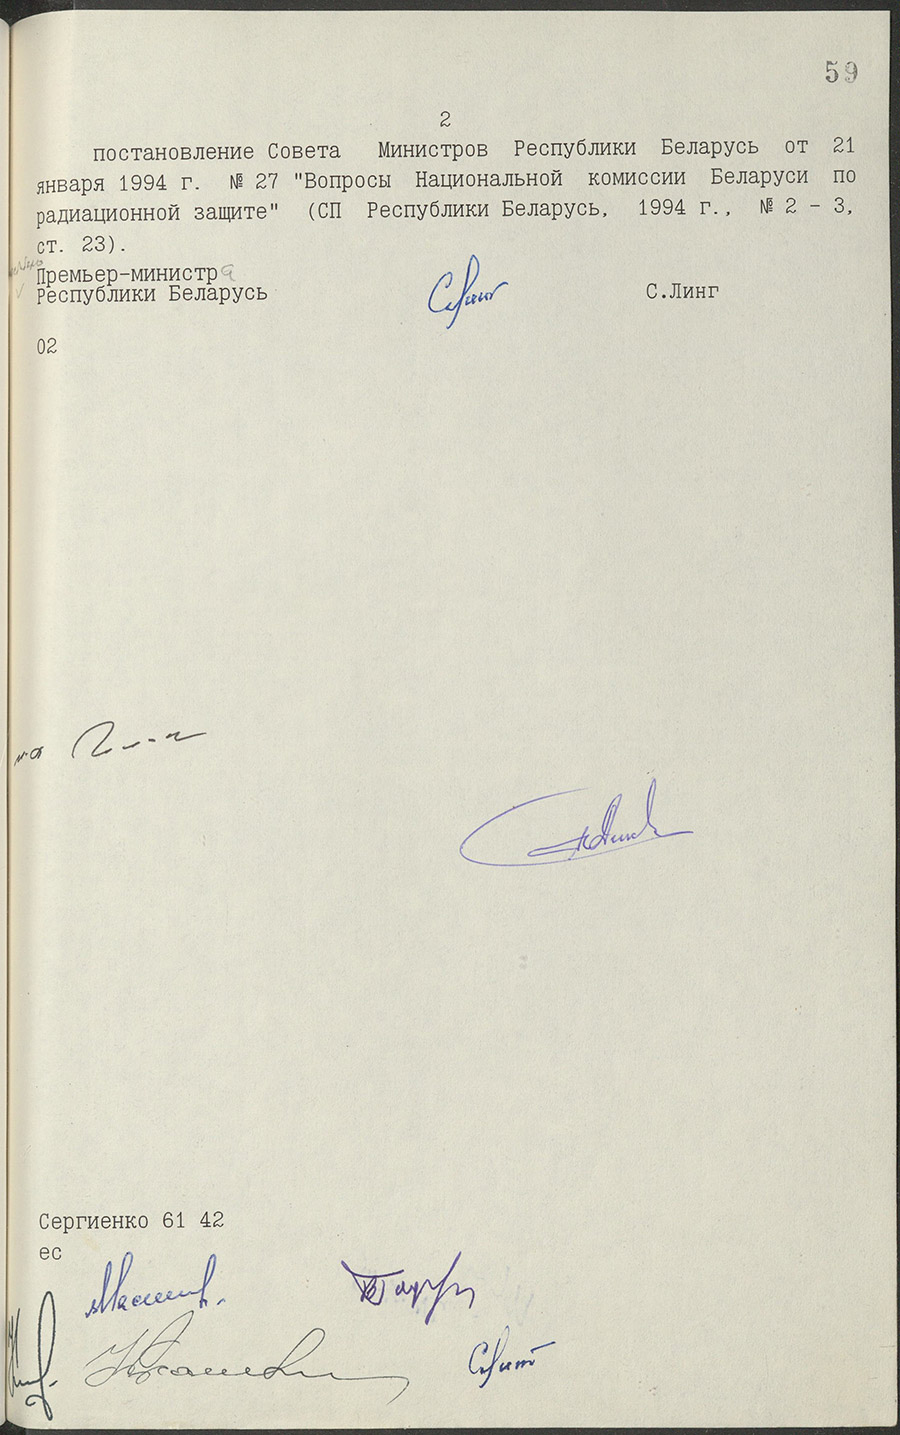 59
2
постановление Совета Министров Республики Беларусь от 21
января 1994 г. № 27 "Вопросы Национальной комиссии Беларуси по
радиационной защите" (СП Республики Беларусь, 1994 г., № 2 - 3,
ст. 23).
Премьер-министра
Республики Беларусь С.Линг
02
Сергиенко 61 42
ес